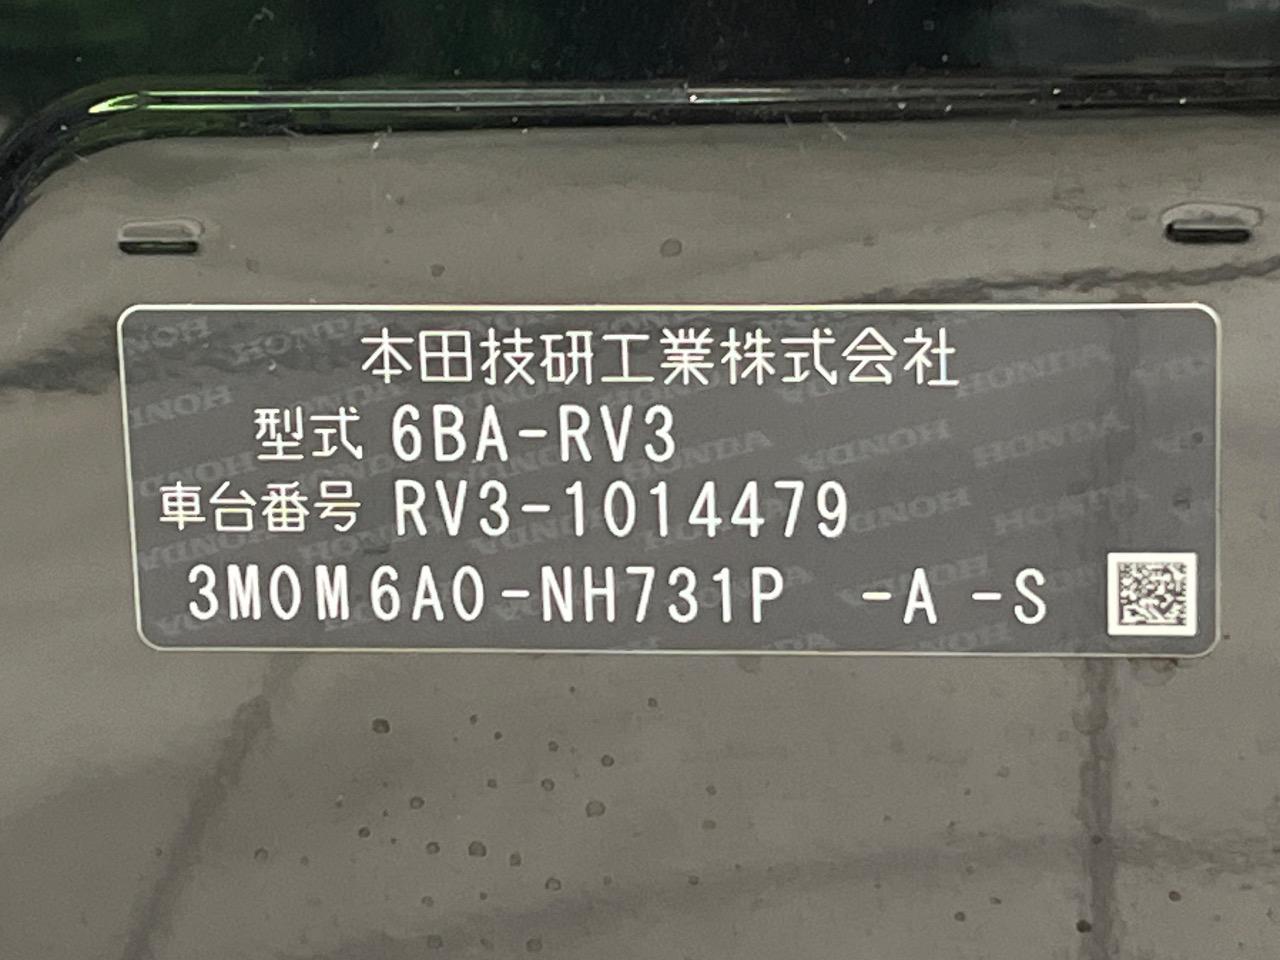 本田技研工業株式会社
型式 6BA-RV3
車台番号 RV3-1014479
3M0M6A0-NH731P -A -S